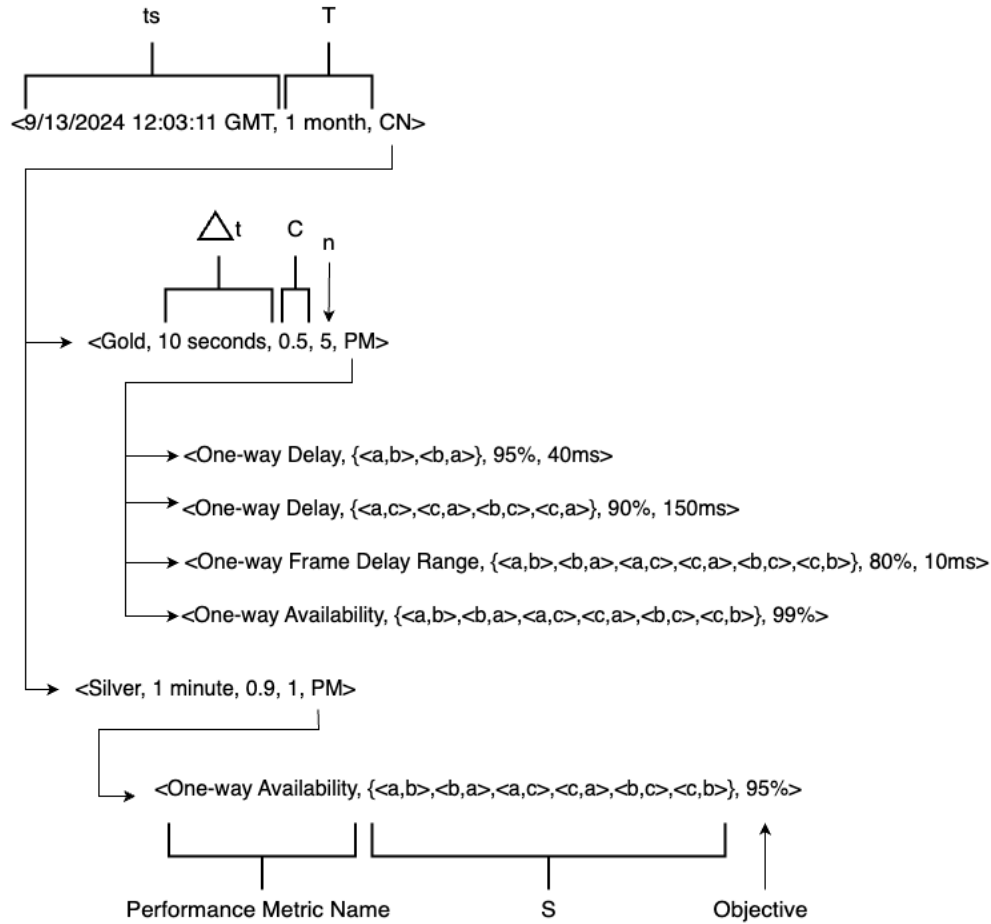 ts T
<9/13/2024 12:03:11 GMT, 1 month, CN>
t C n
<Gold, 10 seconds, 0.5, 5, PM>
<One-way Delay, {<a,b>,<b,a>}, 95%, 40ms>
<One-way Delay, {<a,c>,<c,a>,<b,c>,<c,a>}, 90%, 150ms>
<One-way Frame Delay Range, {<a,b>,<b,a>,<a,c>,<c,a>,<b,c>,<c,b>}, 80%, 10ms>
<One-way Availability, {<a,b>,<b,a>,<a,c>,<c,a>,<b,c>,<c,b>}, 99%>
<Silver, 1 minute, 0.9, 1, PM>
<One-way Availability, {<a,b>,<b,a>,<a,c>,<c,a>,<b,c>,<c,b>}, 95%>
Performance Metric Name S Objective